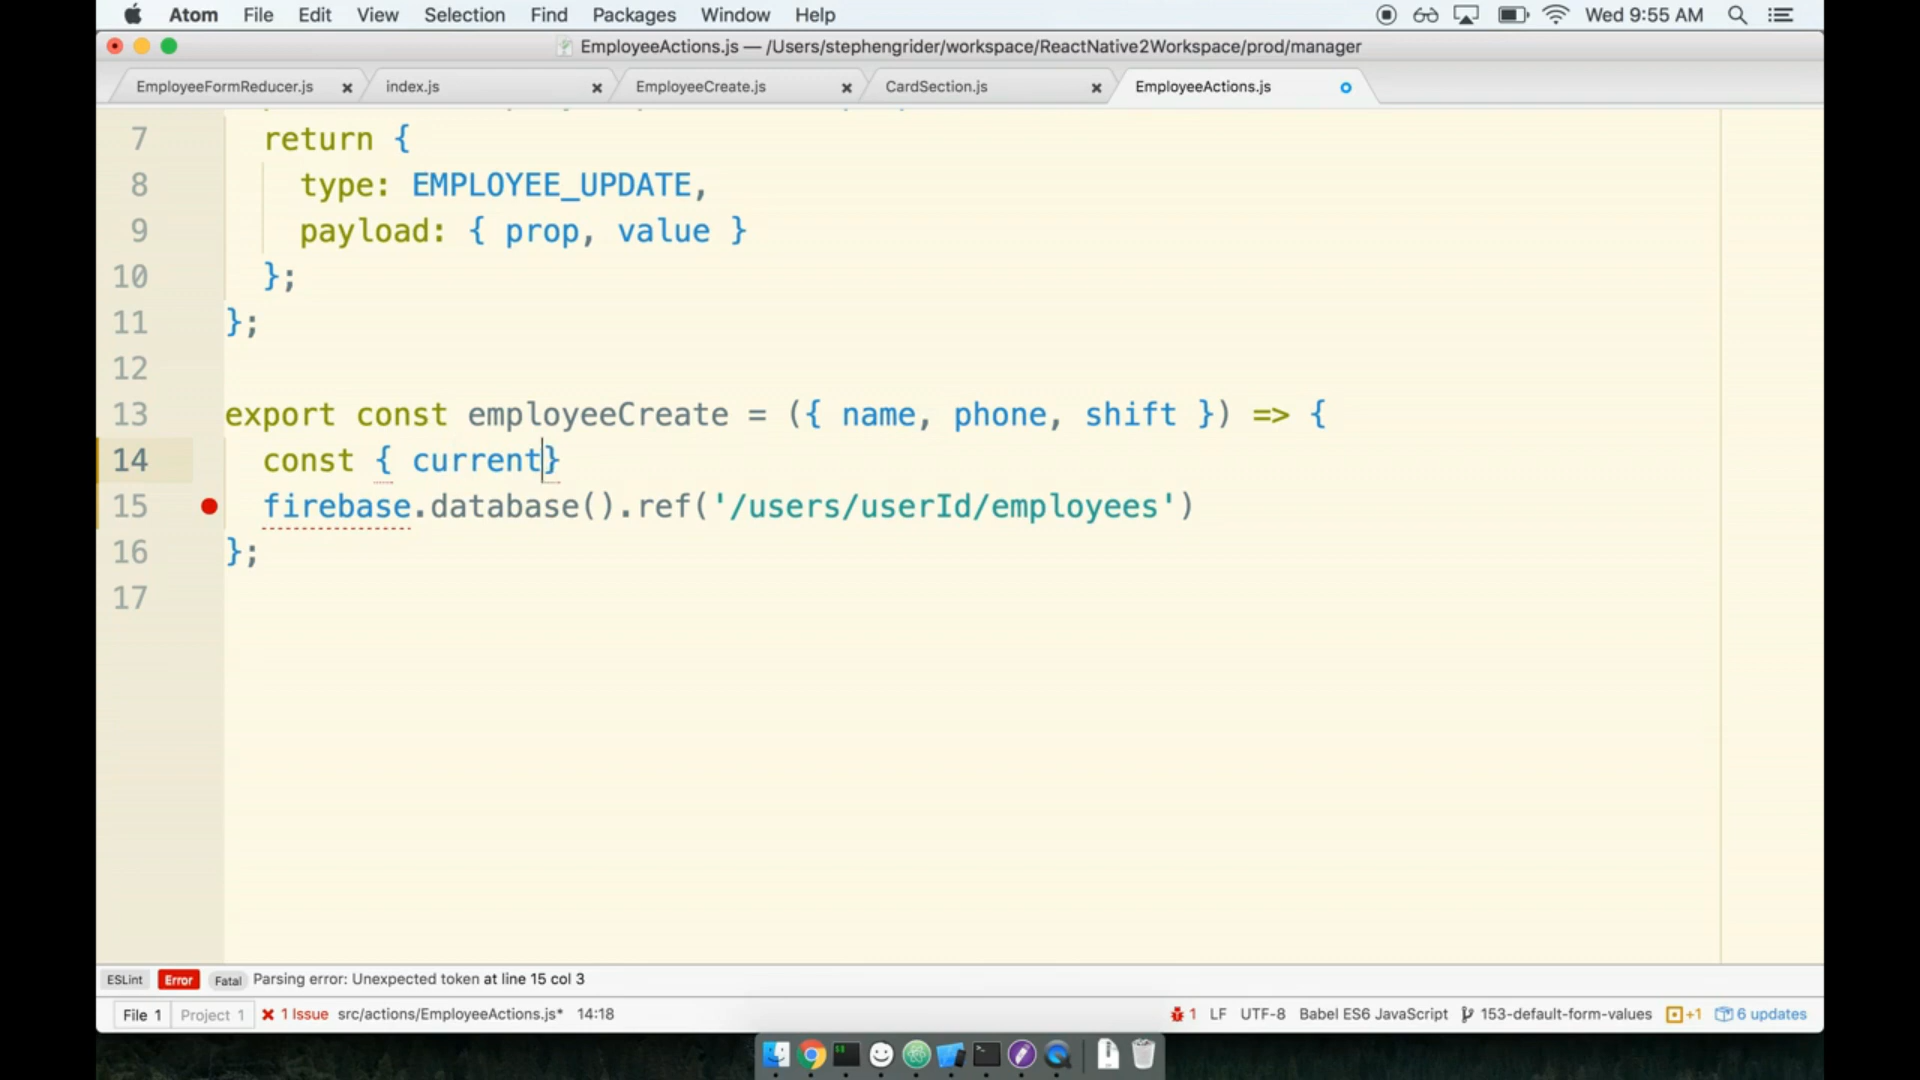 Atom File Edit View Selection Find Packages Window Help Wed 9:55 AM
EmployeeActions.js — /Users/stephengrider/workspace/ReactNative2Workspace/prod/manager
EmployeeFormReducer.js index.js EmployeeCreate.js CardSection.js EmployeeActions.js
7 return {
8 type: EMPLOYEE_UPDATE,
9 payload: { prop, value }
10 };
11 };
12
13 export const employeeCreate = ({ name, phone, shift }) => {
14 const { current}
15 firebase.database().ref('/users/userId/employees')
16 };
17
ESLint Error Fatal Parsing error: Unexpected token at line 15 col 3
File 1 Project 1 1 Issue src/actions/EmployeeActions.js* 14:18 1 LF UTF-8 Babel ES6 JavaScript 153-default-form-values +1 6 updates